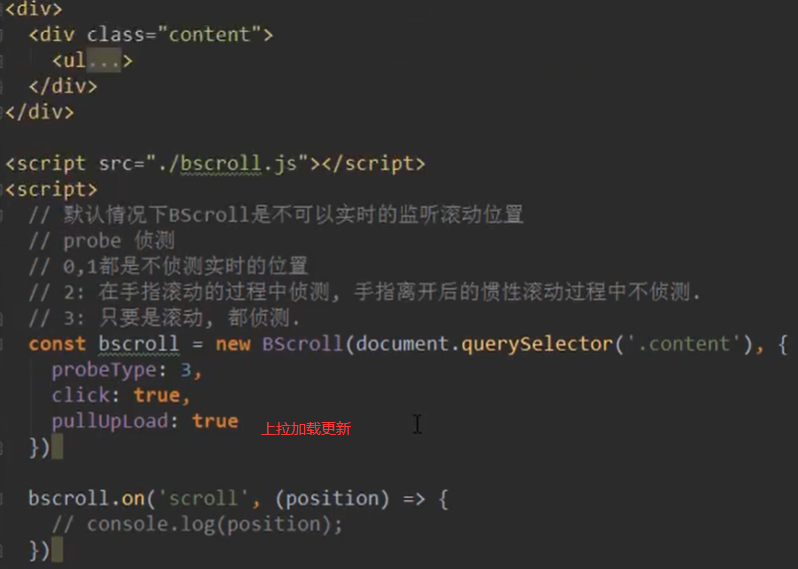 <div>
<div class="content">
<ul...>
</div>
</div>
<script src="./bscroll.js"></script>
<script>
// 默认情况下BScroll是不可以实时的监听滚动位置
// probe 侦测
// 0,1都是不侦测实时的位置
// 2: 在手指滚动的过程中侦测, 手指离开后的惯性滚动过程中不侦测.
// 3: 只要是滚动, 都侦测.
const bscroll = new BScroll(document.querySelector('.content'), {
probeType: 3,
click: true,
pullUpLoad: true 上拉加载更新
})
bscroll.on('scroll', (position) => {
// console.log(position);
})